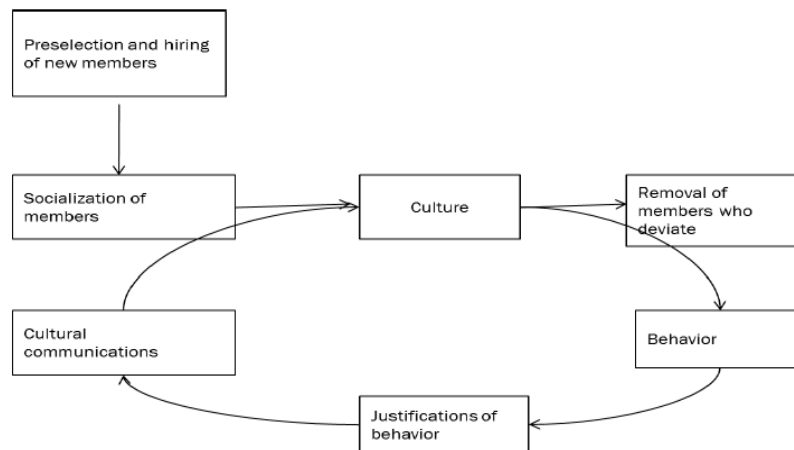 Preselection and hiring
of new members
Socialization of
members
Culture
Removal of
members who
deviate
Cultural
communications
Behavior
Justifications of
behavior